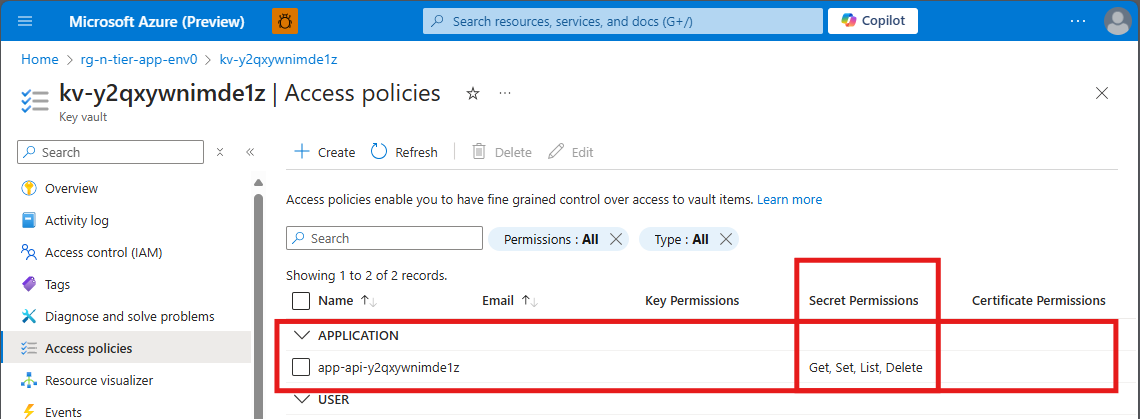 Microsoft Azure (Preview) Search resources, services, and docs (G+/) Copilot ...
Home > rg-n-tier-app-env0 > kv-y2qxywnimde1z
kv-y2qxywnimde1z | Access policies ...
Key vault
Search
Overview
Activity log
Access control (IAM)
Tags
Diagnose and solve problems
Access policies
Resource visualizer
Events
Create Refresh Delete Edit
Access policies enable you to have fine grained control over access to vault items. Learn more
Search Permissions : All Type : All
Showing 1 to 2 of 2 records.
Name Email Key Permissions Secret Permissions Certificate Permissions
APPLICATION
app-api-y2qxywnimde1z Get, Set, List, Delete
USER